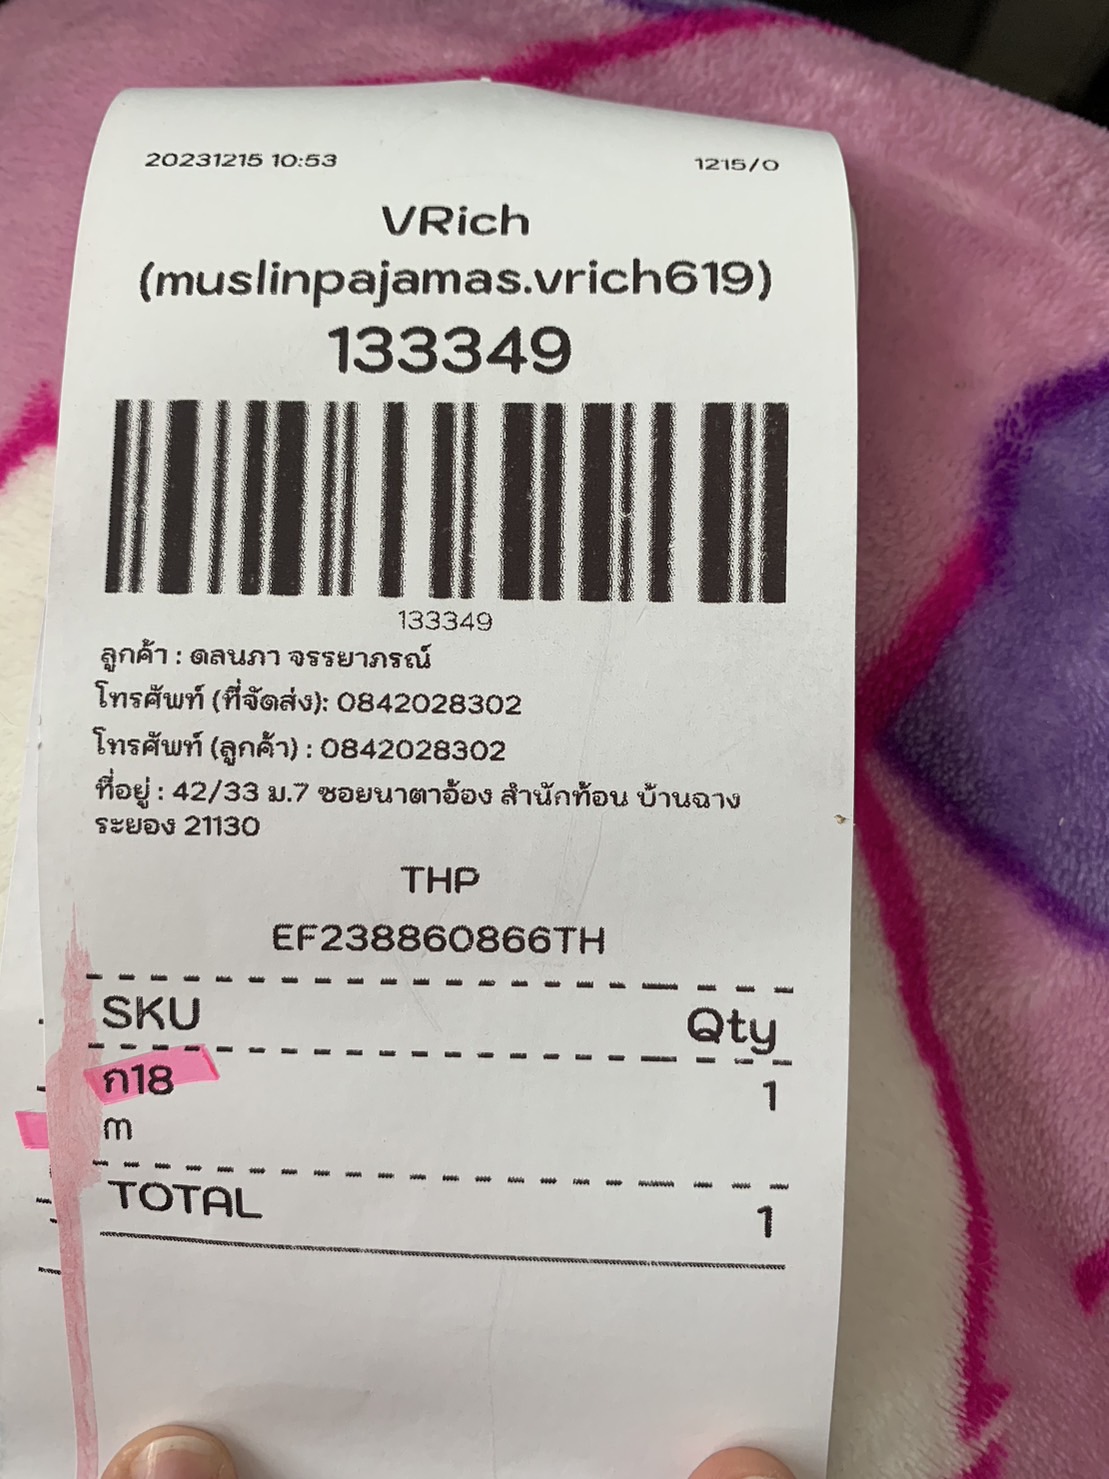 20231215 10:53 1215/0
VRich
(muslinpajamas.vrich619)
133349
133349
ลูกค้า : ดลนภา จรรยาภรณ์
โทรศัพท์ (ที่จัดส่ง): 0842028302
โทรศัพท์ (ลูกค้า) : 0842028302
ที่อยู่ : 42/33 ม.7 ซอยนาตาอ้อง สำนักท้อน บ้านฉาง
ระยอง 21130
THP
EF238860866TH
SKU Qty
ก18 1
m
TOTAL 1